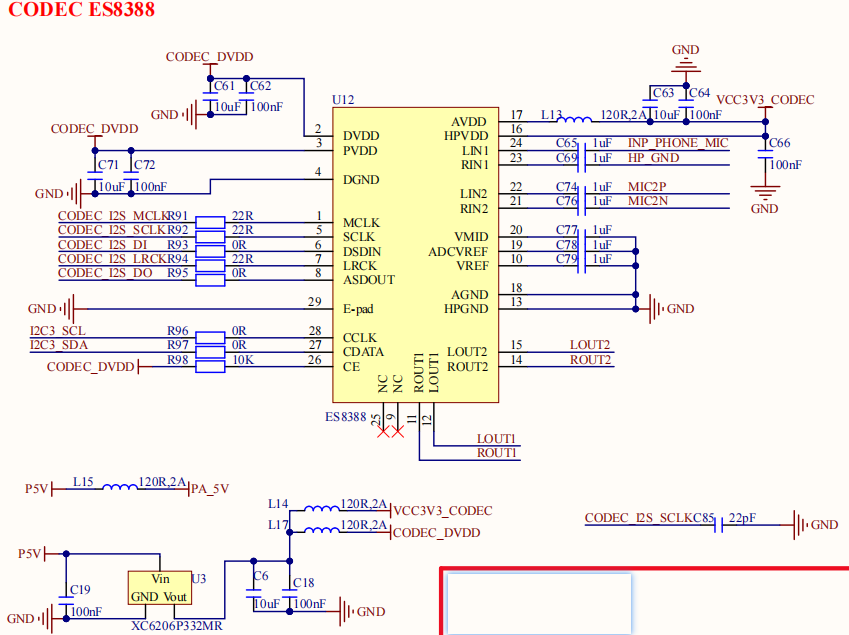 CODEC ES8388
CODEC_DVDD
C61 C62
10uF 100nF
GND
CODEC_DVDD
C71 C72
10uF 100nF
GND
GND
C63 C64
10uF 100nF
VCC3V3_CODEC
C66
100nF
GND
U12
2 DVDD
3 PVDD
4 DGND
CODEC_I2S_MCLK R91 22R 1 MCLK
CODEC_I2S_SCLK R92 22R 5 SCLK
CODEC_I2S_DI R93 0R 6 DSDIN
CODEC_I2S_LRCK R94 22R 7 LRCK
CODEC_I2S_DO R95 0R 8 ASDOUT
GND 29 E-pad
I2C3_SCL R96 0R 28 CCLK
I2C3_SDA R97 0R 27 CDATA
CODEC_DVDD R98 10K 26 CE
AVDD 17 L13 120R,2A
HPVDD 16
LIN1 24 C65 1uF INP_PHONE_MIC
RIN1 23 C69 1uF HP_GND
LIN2 22 C74 1uF MIC2P
RIN2 21 C76 1uF MIC2N
VMID 20 C77 1uF
ADCVREF 19 C78 1uF
VREF 10 C79 1uF
AGND 18
HPGND 13 GND
LOUT2 15 LOUT2
ROUT2 14 ROUT2
NC NC ROUT1 LOUT1
25 9 11 12
ES8388
LOUT1
ROUT1
P5V L15 120R,2A PA_5V
L14 120R,2A VCC3V3_CODEC
L17 120R,2A CODEC_DVDD
CODEC_I2S_SCLK C85 22pF GND
P5V
C19
100nF
GND
Vin U3
GND Vout
XC6206P332MR
C6 C18
10uF 100nF
GND